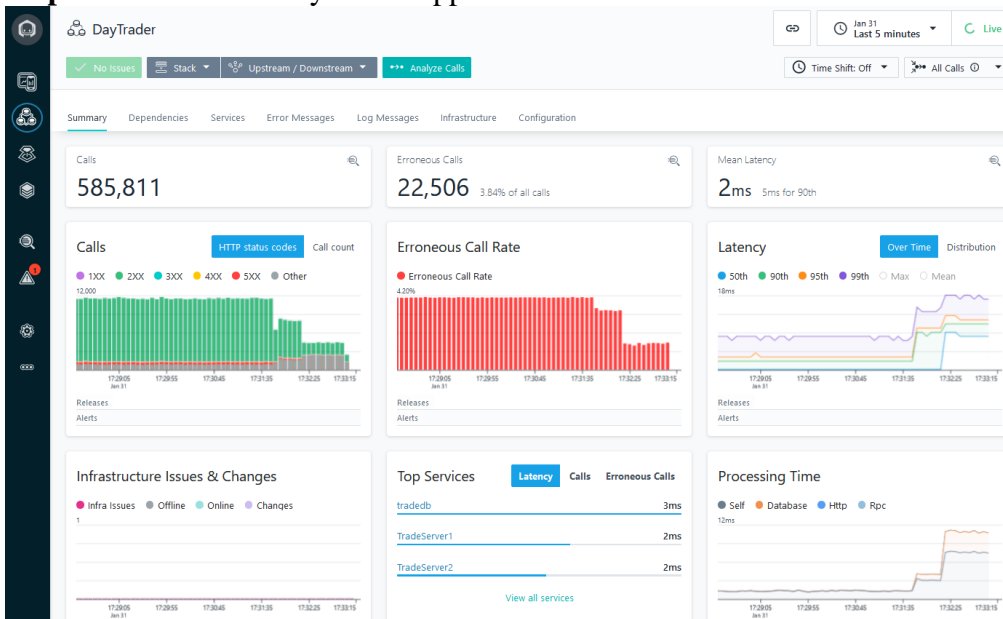 DayTrader
Jan 31
Last 5 minutes
Live
No Issues
Stack
Upstream / Downstream
Analyze Calls
Time Shift: Off
All Calls
Summary Dependencies Services Error Messages Log Messages Infrastructure Configuration
Calls
585,811
Erroneous Calls
22,506 3.84% of all calls
Mean Latency
2ms 5ms for 90th
Calls
HTTP status codes Call count
1XX 2XX 3XX 4XX 5XX Other
12,000
17:29:05 17:29:55 17:30:45 17:31:35 17:32:25 17:33:15
Jan 31
Releases
Alerts
Erroneous Call Rate
Erroneous Call Rate
4.20%
17:29:05 17:29:55 17:30:45 17:31:35 17:32:25 17:33:15
Jan 31
Releases
Alerts
Latency
Over Time Distribution
50th 90th 95th 99th Max Mean
18ms
17:29:05 17:29:55 17:30:45 17:31:35 17:32:25 17:33:15
Jan 31
Releases
Alerts
1
Infrastructure Issues & Changes
Infra Issues Offline Online Changes
1
17:29:05 17:29:55 17:30:45 17:31:35 17:32:25 17:33:15
Jan 31
Top Services
Latency Calls Erroneous Calls
tradedb 3ms
TradeServer1 2ms
TradeServer2 2ms
View all services
Processing Time
Self Database Http Rpc
12ms
17:29:05 17:29:55 17:30:45 17:31:35 17:32:25 17:33:15
Jan 31